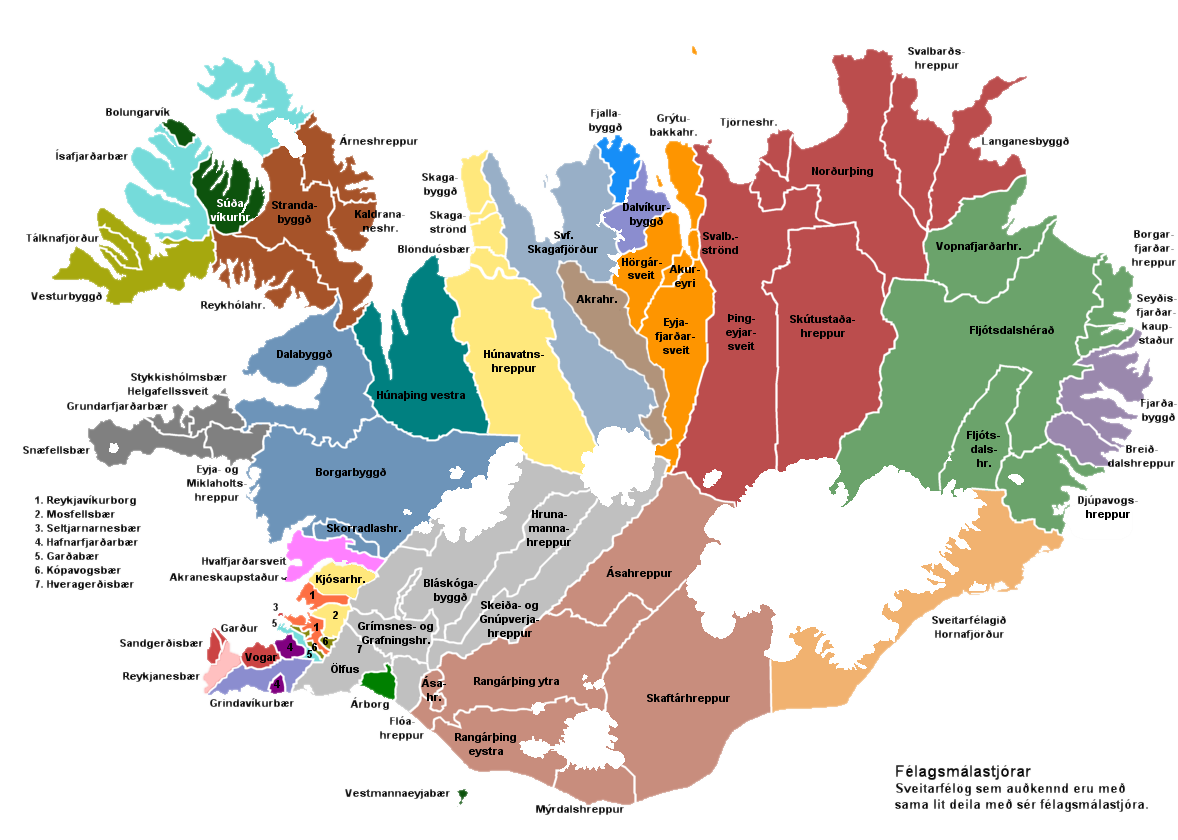 Svalbarðs-
hreppur
Bolungarvík
Fjalla-
byggð
Grýtu-
bakkahr.
Tjörneshr.
Árneshreppur
Langanesbyggð
Ísafjarðarbær
Norðurþing
Skaga-
byggð
Súða
víkurhr.
Stranda-
byggð
Dalvíkur-
byggð
Kaldrana-
neshr.
Skaga-
strond
Svf.
Skagafjörður
Svalb.-
strönd
Tálknafjorður
Blonduósbær
Vopnafjarðarhr.
Borgar-
fjarðar-
hreppur
Hörgár-
sveit
Akur-
eyri
Vesturbyggð
Reykhólahr.
Akrahr.
Seyðis-
fjarðar-
kaup-
staður
Eyja-
fjarðar-
sveit
Þing-
eyjar-
sveit
Skútustaða-
hreppur
Fljótsdalshérað
Dalabyggð
Húnavatns-
hreppur
Stykkishólmsbær
Helgafellssveit
Grundarfjarðarbær
Húnaþing vestra
Fjarða-
byggð
Snæfellsbær
Fljóts-
dals-
hr.
Breið-
dalshreppur
Eyja- og
Miklaholts-
hreppur
Borgarbyggð
1. Reykjavíkurborg
2. Mosfellsbær
3. Seltjarnarnesbær
4. Hafnarfjarðarbær
5. Garðabær
6. Kópavogsbær
7. Hveragerðisbær
Djúpavogs-
hreppur
Skorradlashr.
Hruna-
manna-
hreppur
Hvalfjarðarsveit
Akraneskaupstaður
Kjósarhr.
Bláskóga-
byggð
Ásahreppur
1
3
5
2
1
4
6
6
5
Skeiða- og
Gnúpverja-
hreppur
Grímsnes- og
Grafningshr.
7
Sveitarfélagið
Hornafjorður
Garður
Sandgerðisbær
Vogar
Reykjanesbær
Ölfus
4
Ása-
hr.
Rangárþing ytra
Skaftárhreppur
Grindavíkurbær
Árborg
Flóa-
hreppur
Rangárþing
eystra
Vestmannaeyjabær
Mýrdalshreppur
Félagsmálastjórar
Sveitarfélog sem auðkennd eru með
sama lit deila með sér félagsmálastjóra.